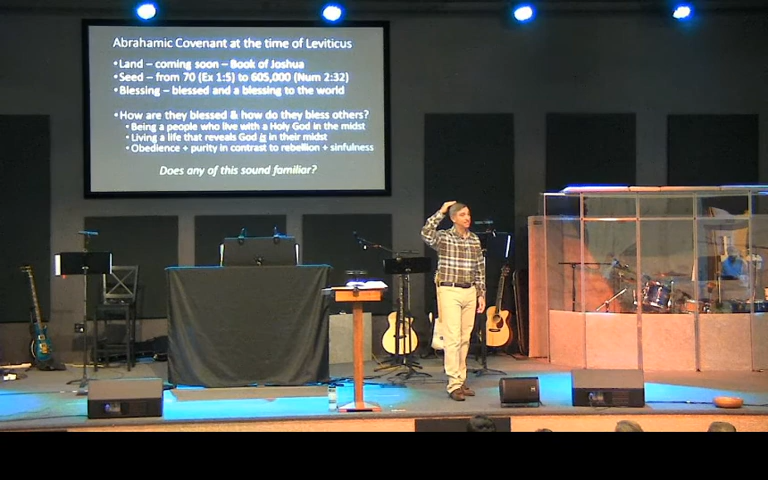 Abrahamic Covenant at the time of Leviticus
•Land – coming soon – Book of Joshua
•Seed – from 70 (Ex 1:5) to 605,000 (Num 2:32)
•Blessing – blessed and a blessing to the world
•How are they blessed & how do they bless others?
•Being a people who live with a Holy God in the midst
•Living a life that reveals God is in their midst
•Obedience + purity in contrast to rebellion + sinfulness
Does any of this sound familiar?